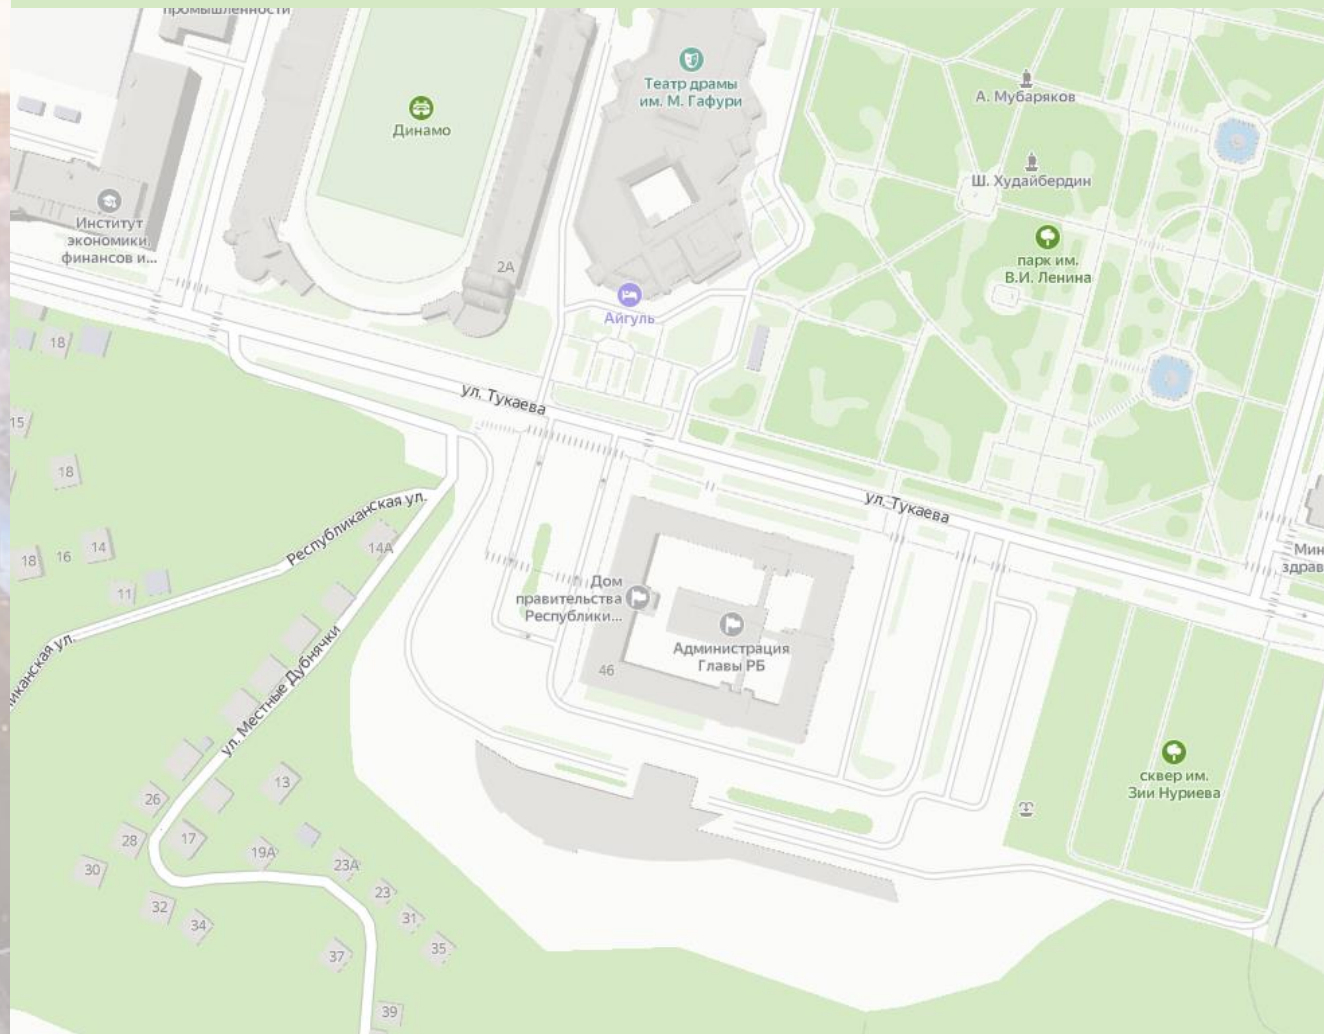 промышленности
Театр драмы
им. М. Гафури
А. Мубаряков
Динамо
Ш. Худайбердин
Институт
экономики,
финансов и...
парк им.
В.И. Ленина
2А
Айгуль
18
ул. Тукаева
15
18
ул. Тукаева
Республиканская ул.
14А
18
16
14
11
Мин
здрав
Дом
правительства
Республики...
Администрация
Главы РБ
46
иканская ул.
ул. Местные Дубнячки
сквер им.
Зии Нуриева
13
26
28
17
19А
23А
30
23
32
31
34
35
37
39